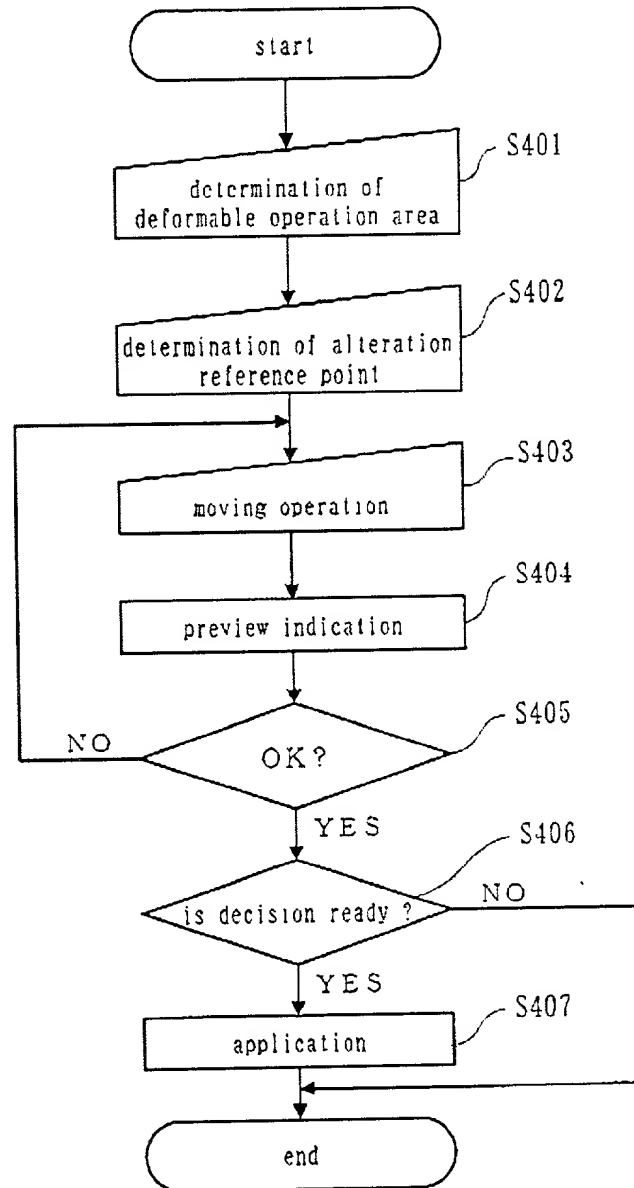 start
S401
determination of
deformable operation area
S402
determination of alteration
reference point
S403
moving operation
S404
preview indication
S405
OK?
NO
YES
S406
is decision ready ?
NO
YES
S407
application
end